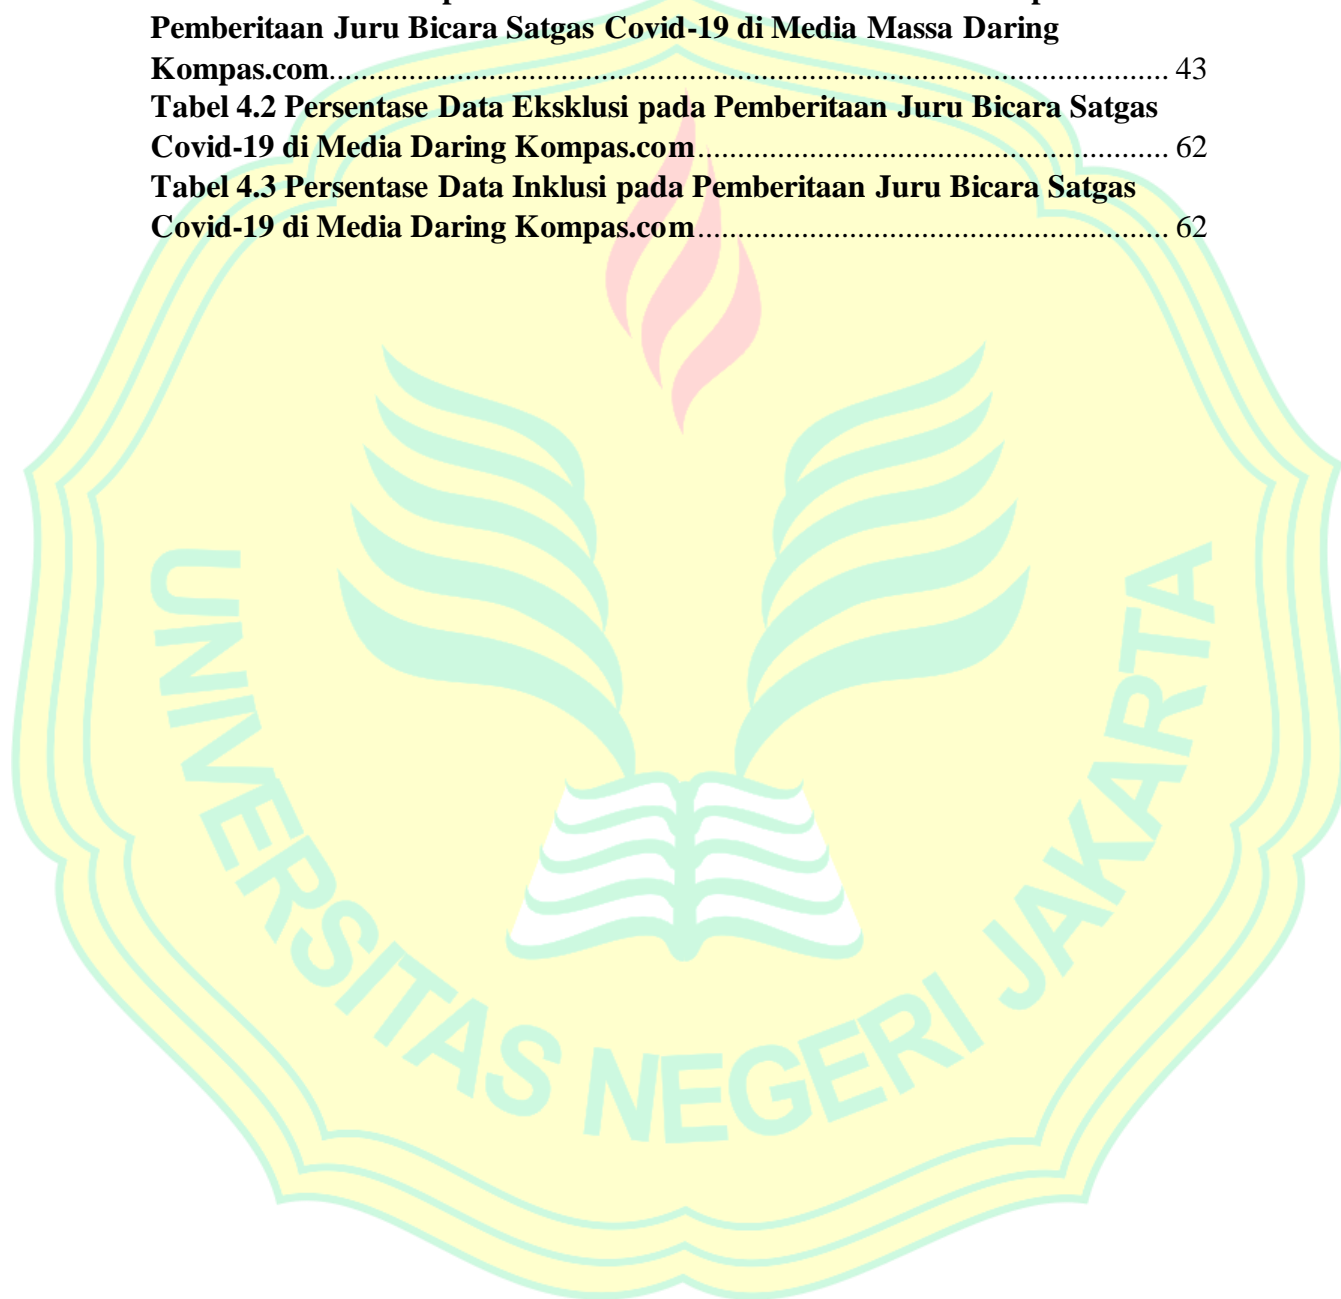 Pemberitaan Juru Bicara Satgas Covid-19 di Media Massa Daring
Kompas.com........................................................................................................... 43
Tabel 4.2 Persentase Data Eksklusi pada Pemberitaan Juru Bicara Satgas
Covid-19 di Media Daring Kompas.com............................................................ 62
Tabel 4.3 Persentase Data Inklusi pada Pemberitaan Juru Bicara Satgas
Covid-19 di Media Daring Kompas.com............................................................ 62
UNIVERSITAS NEGERI JAKARTA